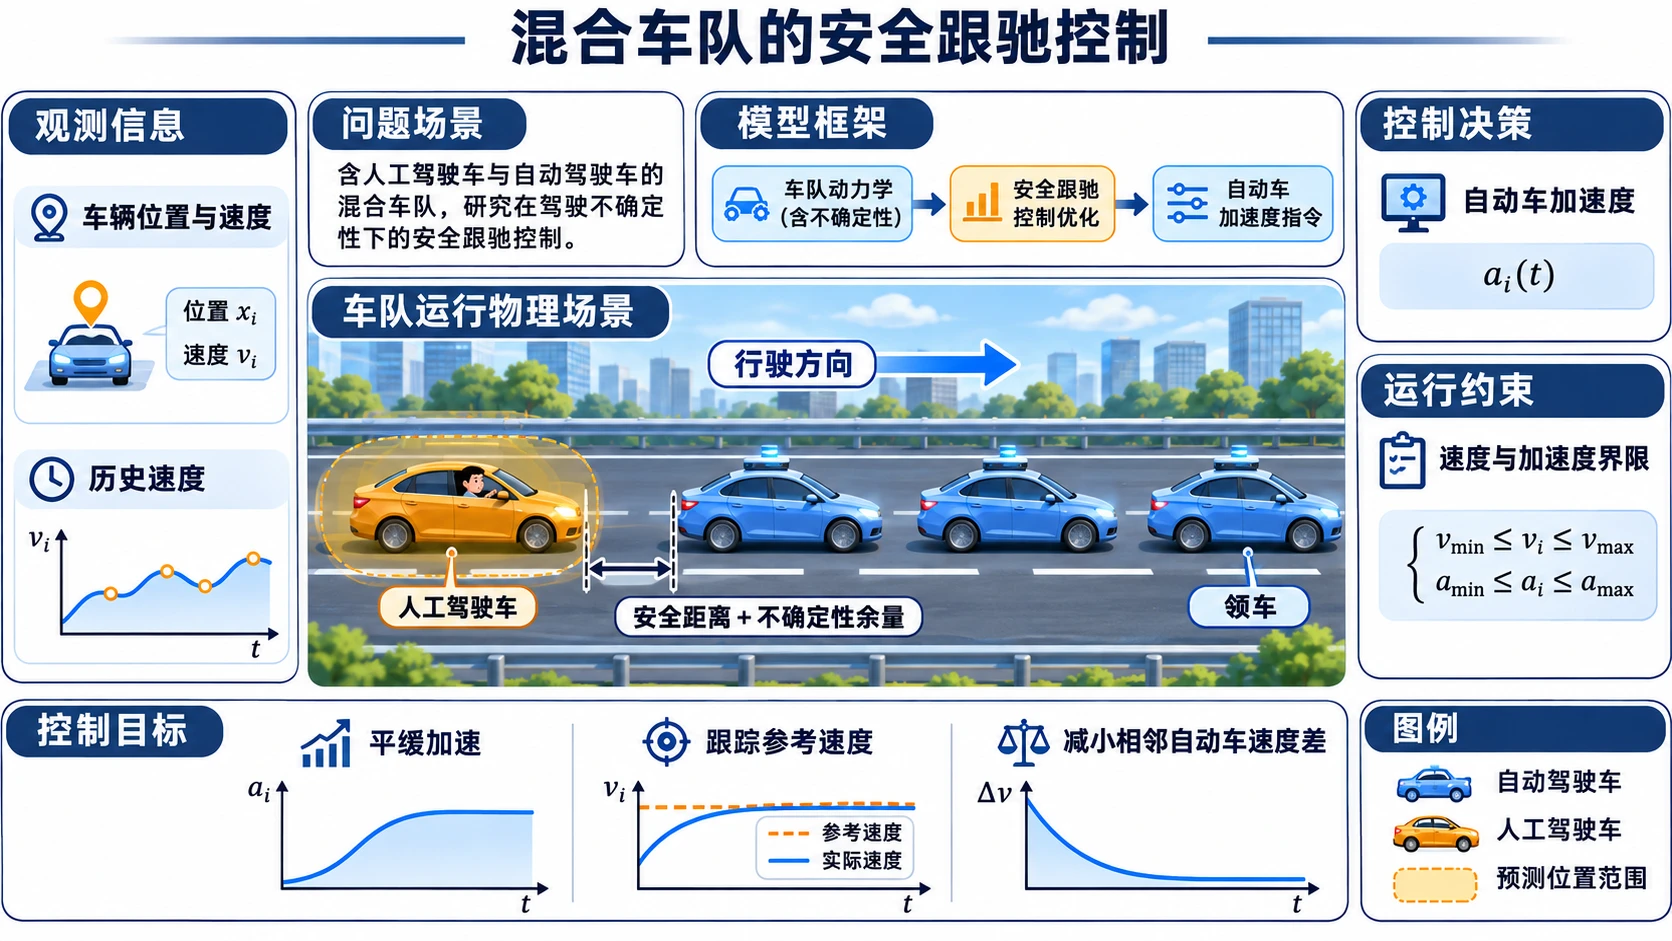 混合车队的安全跟驰控制
观测信息
车辆位置与速度
位置 xᵢ
速度 vᵢ
历史速度
vᵢ
t
问题场景
含人工驾驶车与自动驾驶车的
混合车队，研究在驾驶不确定
性下的安全跟驰控制。
模型框架
车队动力学
(含不确定性)
安全跟驰
控制优化
自动车
加速度指令
车队运行物理场景
行驶方向
人工驾驶车
安全距离+不确定性余量
领车
控制决策
自动车加速度
aᵢ(t)
运行约束
速度与加速度界限
v_min ≤ vᵢ ≤ v_max
a_min ≤ aᵢ ≤ a_max
控制目标
平缓加速
aᵢ
t
跟踪参考速度
vᵢ
参考速度
实际速度
t
减小相邻自动车速度差
Δv
t
图例
自动驾驶车
人工驾驶车
预测位置范围